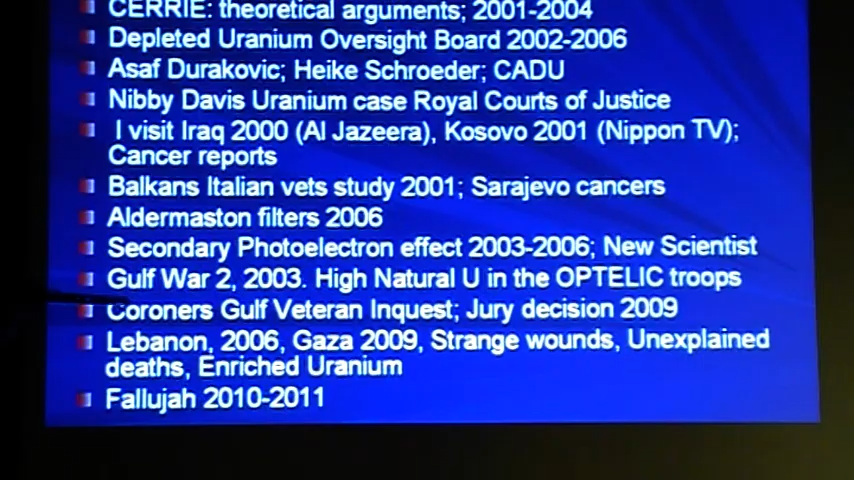 CERRIE: theoretical arguments; 2001-2004
Depleted Uranium Oversight Board 2002-2006
Asaf Durakovic; Heike Schroeder; CADU
Nibby Davis Uranium case Royal Courts of Justice
I visit Iraq 2000 (Al Jazeera), Kosovo 2001 (Nippon TV);
Cancer reports
Balkans Italian vets study 2001; Sarajevo cancers
Aldermaston filters 2006
Secondary Photoelectron effect 2003-2006; New Scientist
Gulf War 2, 2003. High Natural U in the OPTELIC troops
Coroners Gulf Veteran Inquest; Jury decision 2009
Lebanon, 2006, Gaza 2009, Strange wounds, Unexplained
deaths, Enriched Uranium
Fallujah 2010-2011